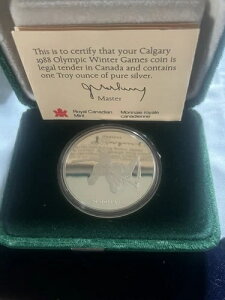 This is to certify that your Calgary
1988 Olympic Winter Games coin is
legal tender in Canada and contains
one Troy ounce of pure silver.
Master
Royal Canadian Monnaie royale
Mint canadienne